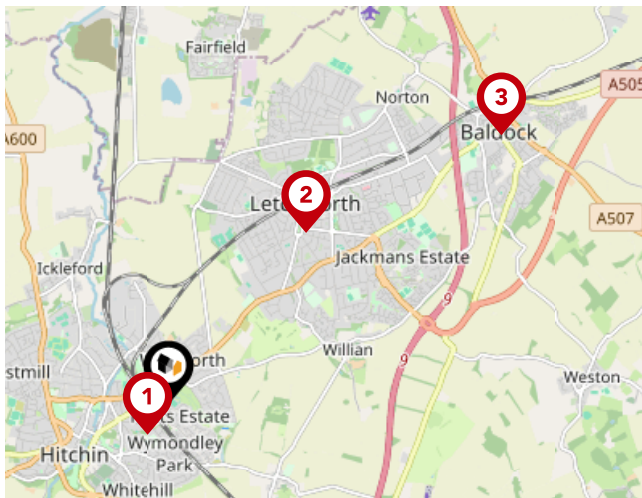 Fairfield
Norton
3
A505
Baldock
A600
2
Letchworth
A507
Jackmans Estate
Ickleford
9
Willian
9
Weston
1
Estate
Wymondley
Park
Hitchin
Whitehill